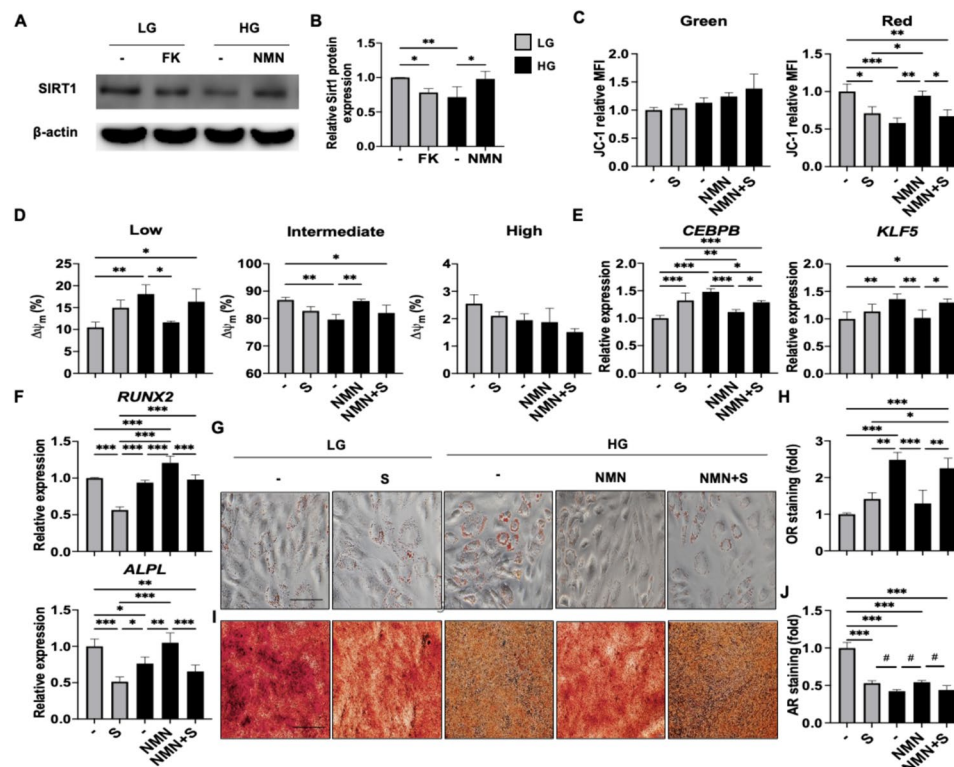 A
LG
HG
-
FK
-
NMN
SIRT1
β-actin
B
Relative Sirt1 protein
expression
1.5
1.0
0.5
0.0
**
*
*
-
FK
-
NMN
LG
HG
C
Green
JC-1 relative MFI
2.0
1.5
1.0
0.5
0.0
-
S
-
NMN
NMN+S
Red
JC-1 relative MFI
2.0
1.5
1.0
0.5
0.0
**
*
***
*
**
*
-
S
-
NMN
NMN+S
D
Low
Δψm (%)
25
20
15
10
5
0
*
**
*
Intermediate
Δψm (%)
100
90
80
70
60
*
**
**
-
S
-
NMN
NMN+S
High
Δψm (%)
4
3
2
1
0
-
S
-
NMN
NMN+S
E
CEBPB
Relative expression
2.0
1.5
1.0
0.5
0.0
***
**
***
*
***
***
*
-
S
-
NMN
NMN+S
KLF5
Relative expression
2.0
1.5
1.0
0.5
0.0
*
**
**
*
F
RUNX2
Relative expression
1.5
1.0
0.5
0.0
***
***
***
***
***
***
***
ALPL
Relative expression
1.5
1.0
0.5
0.0
**
***
*
***
*
**
***
-
S
-
NMN
NMN+S
G
LG
HG
-
S
-
NMN
NMN+S
H
OR staining (fold)
3
2
1
0
***
*
***
**
***
**
I
J
AR staining (fold)
1.5
1.0
0.5
0.0
***
***
***
***
#
#
#
-
S
-
NMN
NMN+S